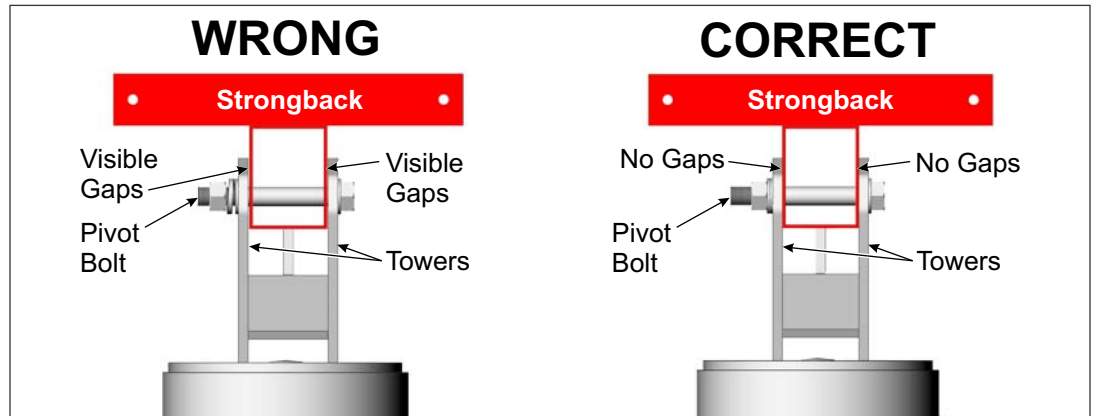 WRONG
Strongback
Visible
Gaps
Visible
Gaps
Pivot
Bolt
Towers
CORRECT
Strongback
No Gaps
No Gaps
Pivot
Bolt
Towers